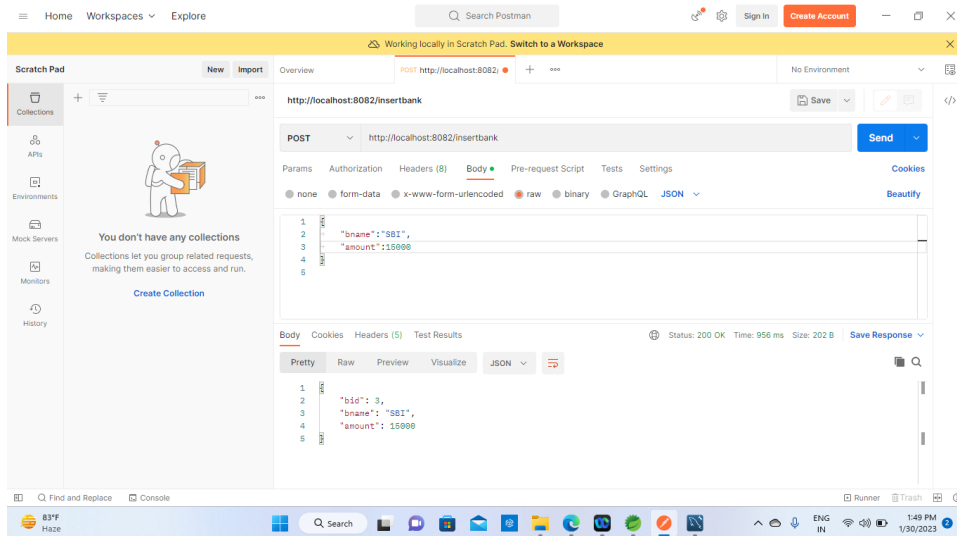 Home Workspaces Explore Search Postman Sign In Create Account
Working locally in Scratch Pad. Switch to a Workspace
Scratch Pad New Import Overview POST http://localhost:8082/ No Environment
Collections
http://localhost:8082/insertbank Save
POST http://localhost:8082/insertbank Send
APIs
Params Authorization Headers (8) Body Pre-request Script Tests Settings Cookies
Environments
none form-data x-www-form-urlencoded raw binary GraphQL JSON Beautify
1 {
2 "bname":"SBI",
3 "amount":15000
4 }
5
Mock Servers
You don't have any collections
Collections let you group related requests,
making them easier to access and run.
Create Collection
Monitors
History
Body Cookies Headers (5) Test Results Status: 200 OK Time: 956 ms Size: 202 B Save Response
Pretty Raw Preview Visualize JSON
1 {
2 "bid": 3,
3 "bname": "SBI",
4 "amount": 15000
5 }
Find and Replace Console Runner Trash
83°F
Haze
Search
ENG
IN
1:49 PM
1/30/2023
2